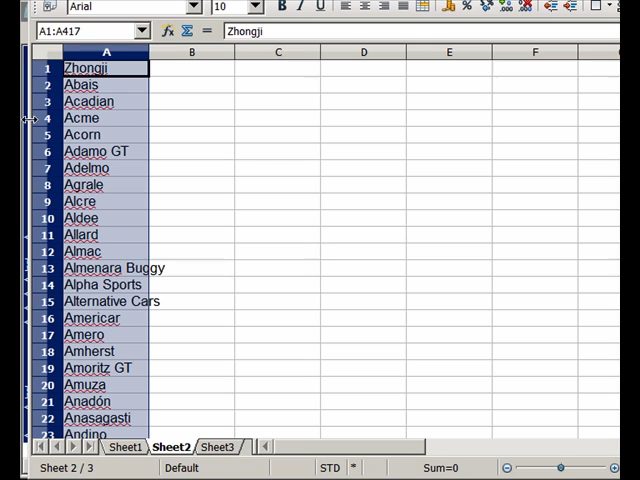 Arial 10 B I U
A1:A417 fx Σ = Zhongji
A B C D E F
1 Zhongji
2 Abais
3 Acadian
4 Acme
5 Acorn
6 Adamo GT
7 Adelmo
8 Agrale
9 Alcre
10 Aldee
11 Allard
12 Almac
13 Almenara Buggy
14 Alpha Sports
15 Alternative Cars
16 Americar
17 Amero
18 Amherst
19 Amoritz GT
20 Amuza
21 Anadón
22 Anasagasti
23 Andino
Sheet1 Sheet2 Sheet3
Sheet 2 / 3 Default STD * Sum=0